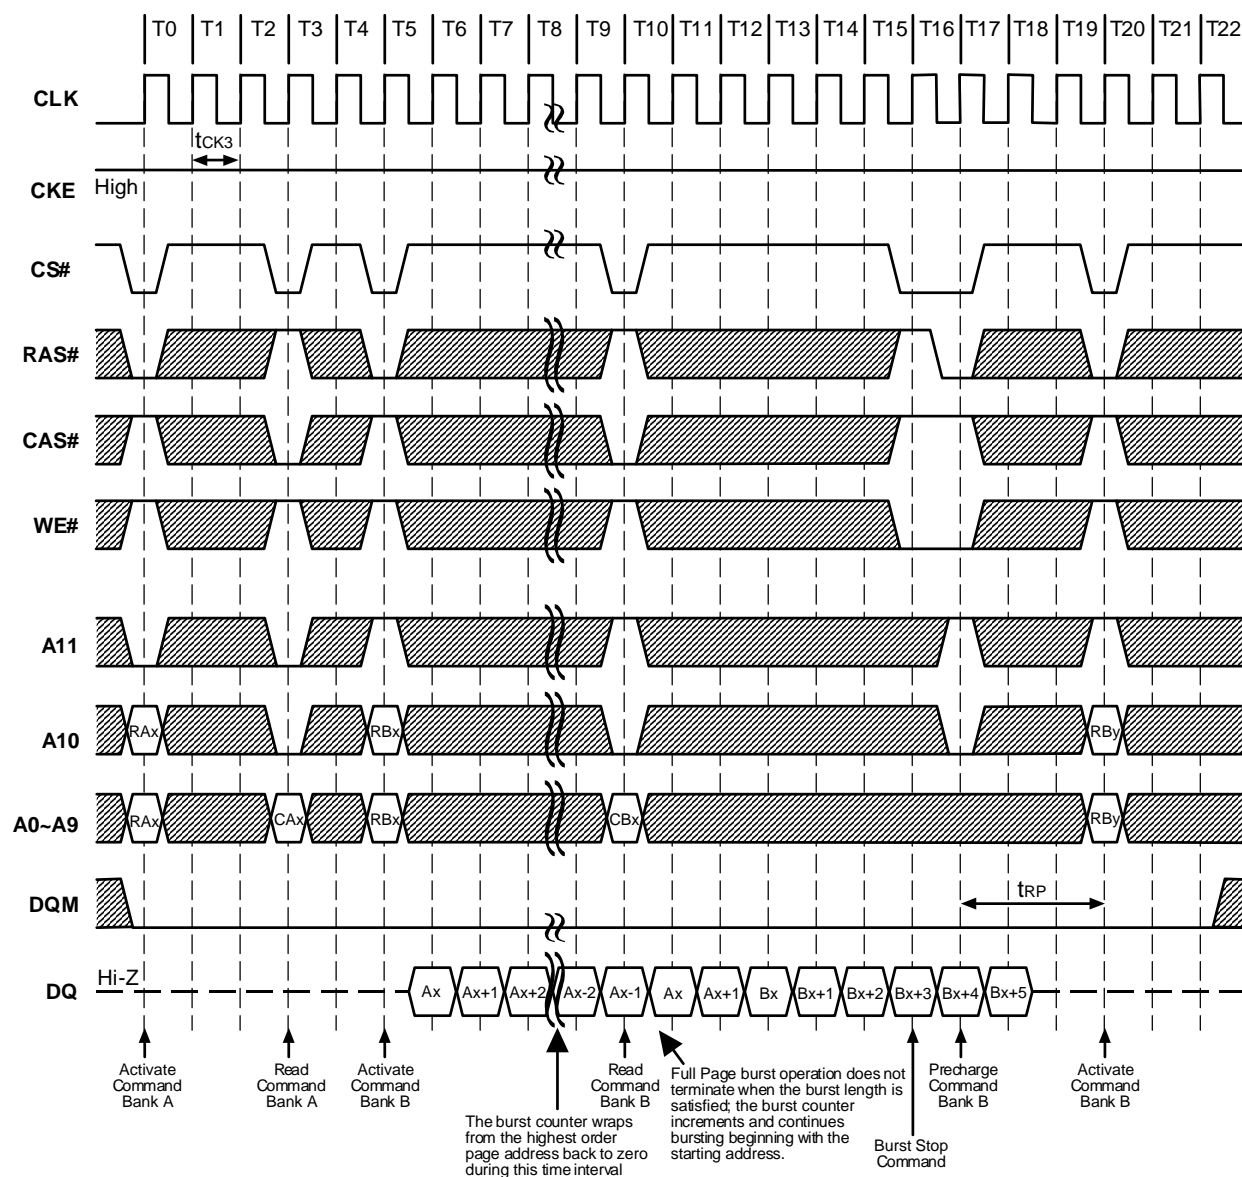 T0 T1 T2 T3 T4 T5 T6 T7 T8 T9 T10 T11 T12 T13 T14 T15 T16 T17 T18 T19 T20 T21 T22
CLK
tCK3
CKE
High
CS#
RAS#
CAS#
WE#
A11
A10
RAx RBx RBy
A0~A9
RAx CAx RBx CBx RBy
DQM
tRP
DQ
Hi-Z
Ax Ax+1 Ax+2 Ax-2 Ax-1 Ax Ax+1 Bx Bx+1 Bx+2 Bx+3 Bx+4 Bx+5
Activate
Command
Bank A
Read
Command
Bank A
Activate
Command
Bank B
The burst counter wraps
from the highest order
page address back to zero
during this time interval
Read
Command
Bank B
Full Page burst operation does not
terminate when the burst length is
satisfied; the burst counter
increments and continues
bursting beginning with the
starting address.
Burst Stop
Command
Precharge
Command
Bank B
Activate
Command
Bank B